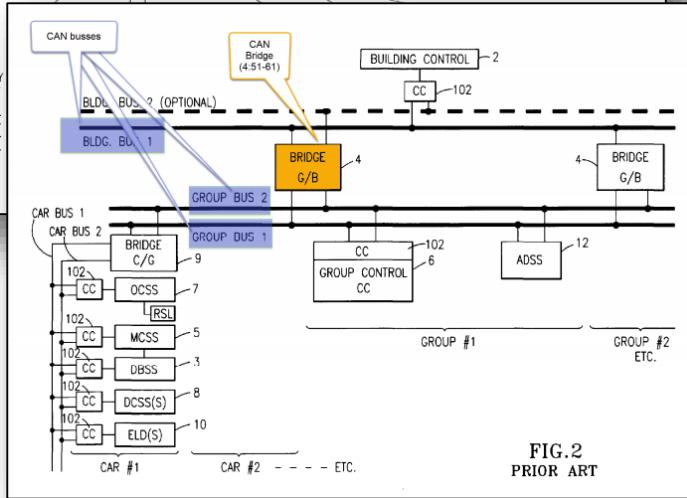 CAN busses
CAN
Bridge
(4:51-61)
BUILDING CONTROL
2
CC
102
BLDG. BUS 2 (OPTIONAL)
BLDG. BUS 1
BRIDGE
G/B
4
4
BRIDGE
G/B
GROUP BUS 2
GROUP BUS 1
CAR BUS 1
CAR BUS 2
BRIDGE
C/G
9
CC
102
GROUP CONTROL
CC
6
ADSS
12
102
CC
OCSS
7
RSL
102
CC
MCSS
5
102
CC
DBSS
3
102
CC
DCSS(S)
8
102
CC
ELD(S)
10
GROUP #1
GROUP #2
ETC.
CAR #1
CAR #2 - - - - - ETC.
FIG.2
PRIOR ART